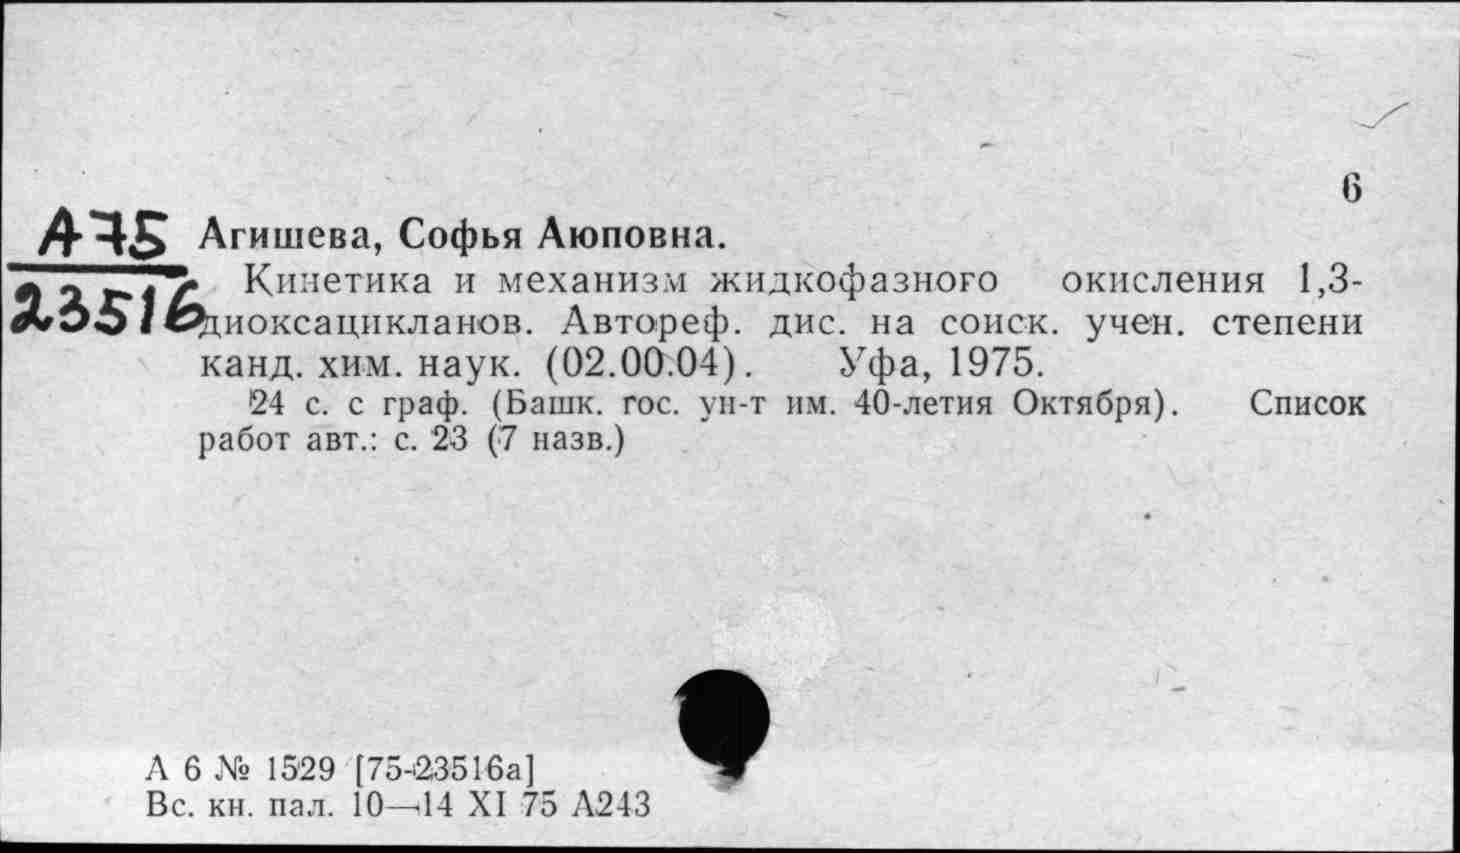 6
А75 Агишева, Софья Аюповна.
23516 Кинетика и механизм жидкофазного окисления 1,3-
диоксацикланов. Автореф. дис. на соиск. учен. степени
канд. хим. наук. (02.00.04). Уфа, 1975.
24 с. с граф. (Башк. гос. ун-т им. 40-летия Октября). Список
работ авт.: с. 23 (7 назв.)
А 6 № 1529 [75-23516а]
Вс. кн. пал. 10—14 XI 75 А243